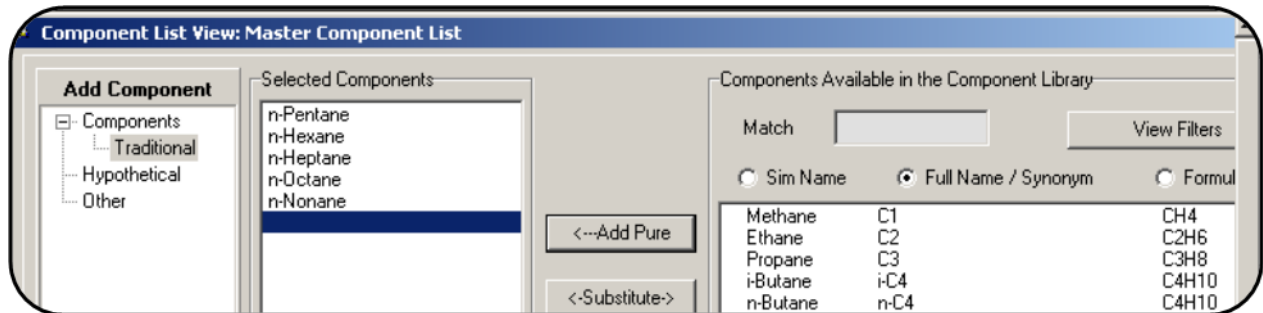 Component List View: Master Component List
Add Component
Components
Traditional
Hypothetical
Other
Selected Components
n-Pentane
n-Hexane
n-Heptane
n-Octane
n-Nonane
<---Add Pure
<-Substitute->
Components Available in the Component Library
Match
View Filters
Sim Name Full Name / Synonym Formul
Methane C1 CH4
Ethane C2 C2H6
Propane C3 C3H8
i-Butane i-C4 C4H10
n-Butane n-C4 C4H10